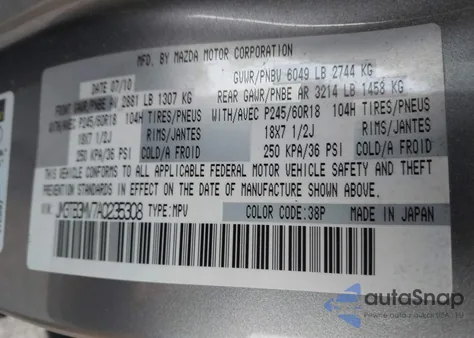 MFD. BY MAZDA MOTOR CORPORATION
DATE 07/10 GVWR/PNBV 6049 LB 2744 KG
FRONT GAWR/PNBE AV 2881 LB 1307 KG REAR GAWR/PNBE AR 3214 LB 1458 KG
WITH/AVEC P245/60R18 104H TIRES/PNEUS WITH/AVEC P245/60R18 104H TIRES/PNEUS
18X7 1/2J RIMS/JANTES 18X7 1/2J RIMS/JANTES
250 KPA/36 PSI COLD/A FROID 250 KPA/36 PSI COLD/A FROID
THIS VEHICLE CONFORMS TO ALL APPLICABLE FEDERAL MOTOR VEHICLE SAFETY AND THEFT
PREVENTION STANDARDS IN EFFECT ON THE DATE OF MANUFACTURE SHOWN ABOVE.
VIN: JM3TB3MV7A0235308 TYPE:MPV COLOR CODE:38P MADE IN JAPAN
autoSnap